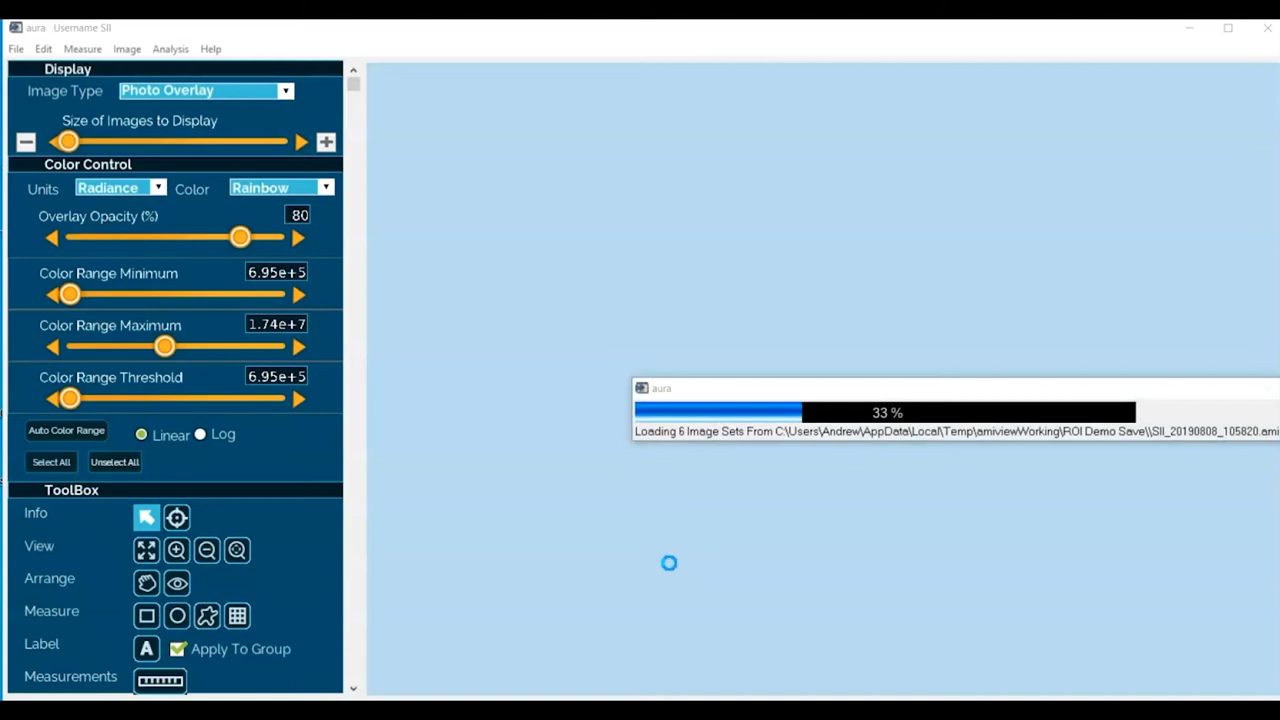 aura Username SII
File Edit Measure Image Analysis Help
Display
Image Type Photo Overlay
Size of Images to Display
Color Control
Units Radiance Color Rainbow
Overlay Opacity (%) 80
Color Range Minimum 6.95e+5
Color Range Maximum 1.74e+7
Color Range Threshold 6.95e+5
Auto Color Range Linear Log
Select All Unselect All
ToolBox
Info
View
Arrange
Measure
Label A Apply To Group
Measurements
aura
33 %
Loading 6 Image Sets From C:\Users\Andrew\AppData\Local\Temp\amiviewWorking\ROI Demo Save\\SII_20190808_105820.ami